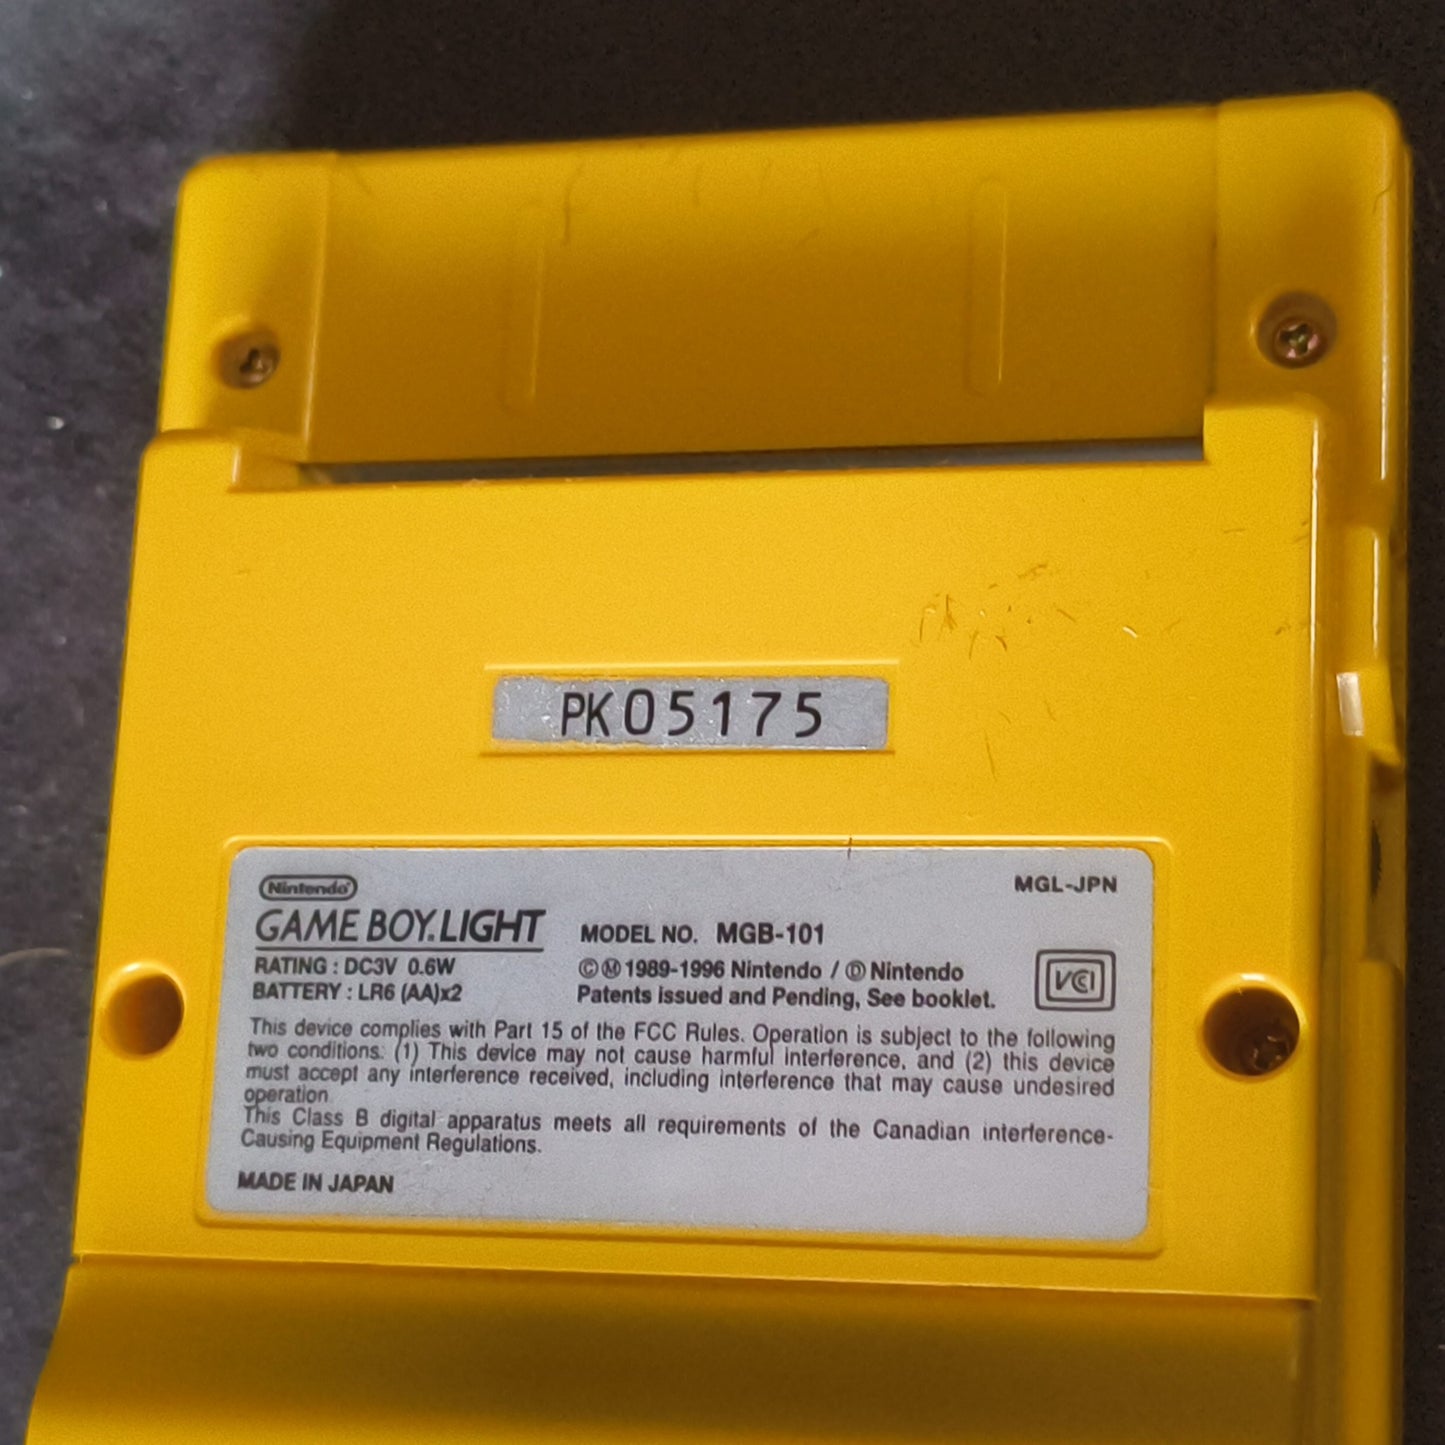 PK05175
Nintendo®
MGL-JPN
GAME BOY® LIGHT
MODEL NO. MGB-101
RATING : DC3V 0.6W
BATTERY : LR6 (AA)x2
©Ⓜ1989-1996 Nintendo / ⒹNintendo
Patents issued and Pending, See booklet.
VCI
This device complies with Part 15 of the FCC Rules. Operation is subject to the following
two conditions: (1) This device may not cause harmful interference, and (2) this device
must accept any interference received, including interference that may cause undesired
operation.
This Class B digital apparatus meets all requirements of the Canadian interference-
Causing Equipment Regulations.
MADE IN JAPAN